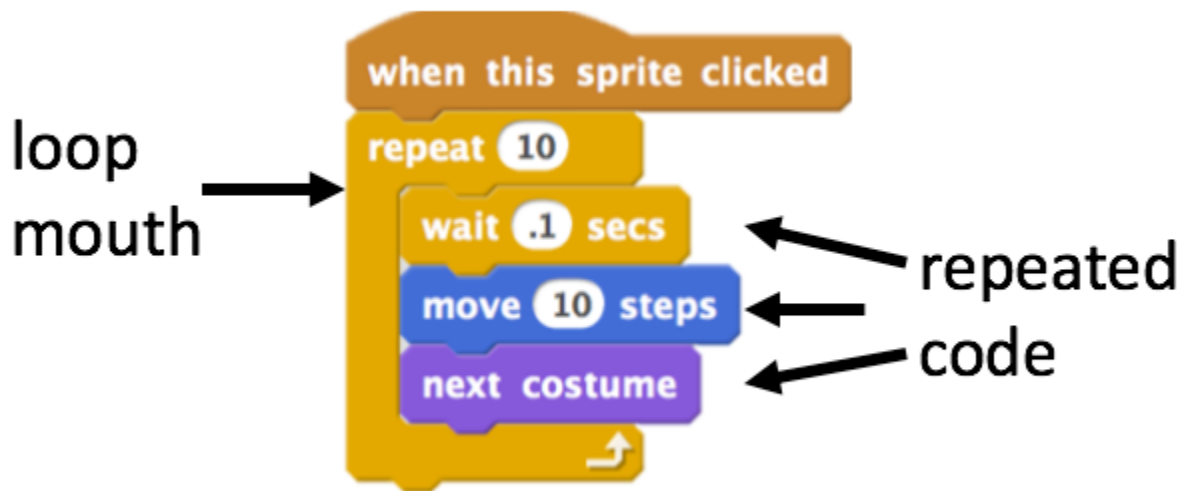 when this sprite clicked
loop
mouth
repeat 10
wait .1 secs
move 10 steps
next costume
repeated
code